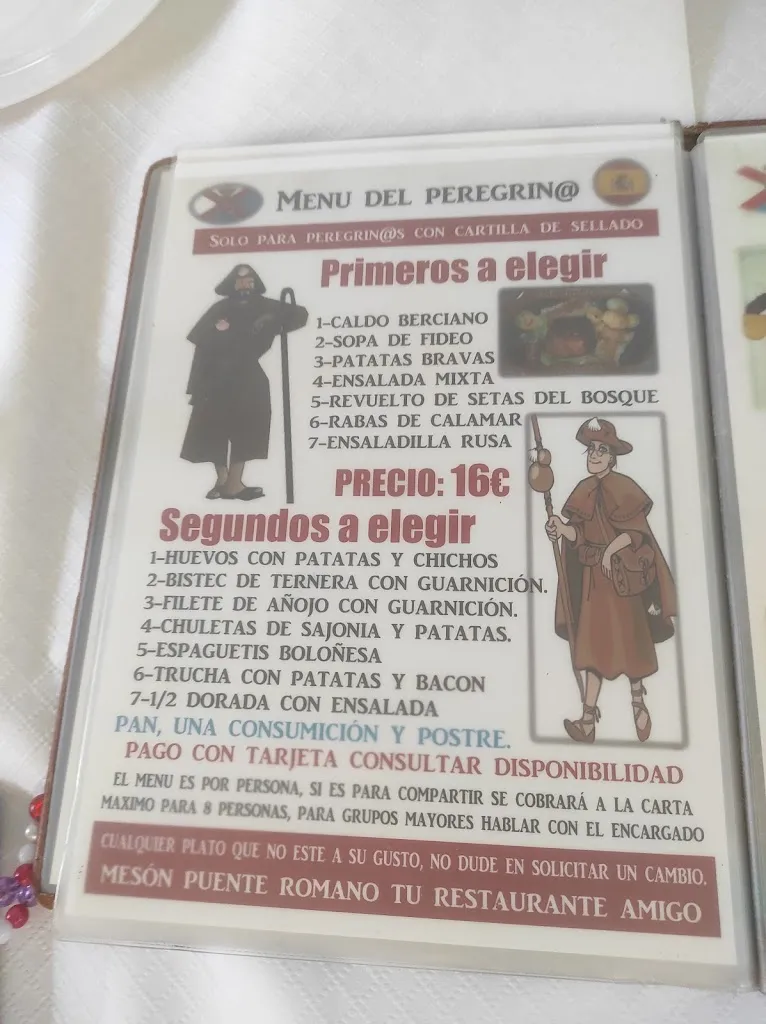 MENU DEL PEREGRIN@
SOLO PARA PEREGRIN@S CON CARTILLA DE SELLADO
Primeros a elegir
1-CALDO BERCIANO
2-SOPA DE FIDEO
3-PATATAS BRAVAS
4-ENSALADA MIXTA
5-REVUELTO DE SETAS DEL BOSQUE
6-RABAS DE CALAMAR
7-ENSALADILLA RUSA
PRECIO: 16€
Segundos a elegir
1-HUEVOS CON PATATAS Y CHICHOS
2-BISTEC DE TERNERA CON GUARNICIÓN.
3-FILETE DE AÑOJO CON GUARNICIÓN.
4-CHULETAS DE SAJONIA Y PATATAS.
5-ESPAGUETIS BOLOÑESA
6-TRUCHA CON PATATAS Y BACON
7-1/2 DORADA CON ENSALADA
PAN, UNA CONSUMICIÓN Y POSTRE.
PAGO CON TARJETA CONSULTAR DISPONIBILIDAD
EL MENU ES POR PERSONA, SI ES PARA COMPARTIR SE COBRARÁ A LA CARTA
MAXIMO PARA 8 PERSONAS, PARA GRUPOS MAYORES HABLAR CON EL ENCARGADO
CUALQUIER PLATO QUE NO ESTE A SU GUSTO, NO DUDE EN SOLICITAR UN CAMBIO.
MESÓN PUENTE ROMANO TU RESTAURANTE AMIGO